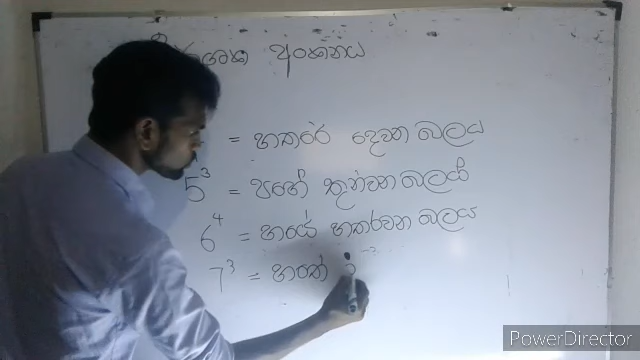 අංකනය
= හතරේ දෙවන බලය
5³ = පහේ තුන්වන බලය
6⁴ = හයේ හතරවන බලය
7³ = හතේ
PowerDirector